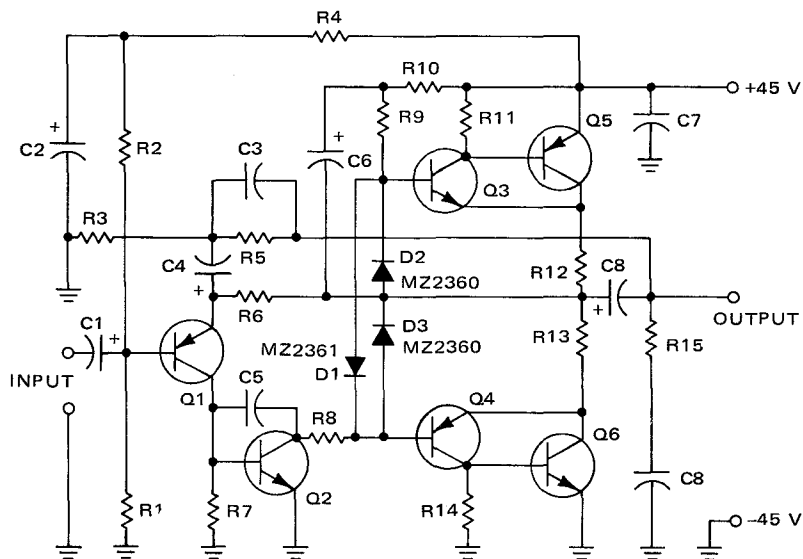 R4
R10
+45 V
R9
R11
Q5
C7
+
C2
R2
C3
+
C6
Q3
R3
R5
C4
+
D2
MZ2360
R12
C8
R6
+
OUTPUT
C1
+
D3
MZ2360
R13
MZ2361
D1
R15
INPUT
Q1
C5
R8
Q4
Q6
Q2
C8
R1
R7
R14
-45 V